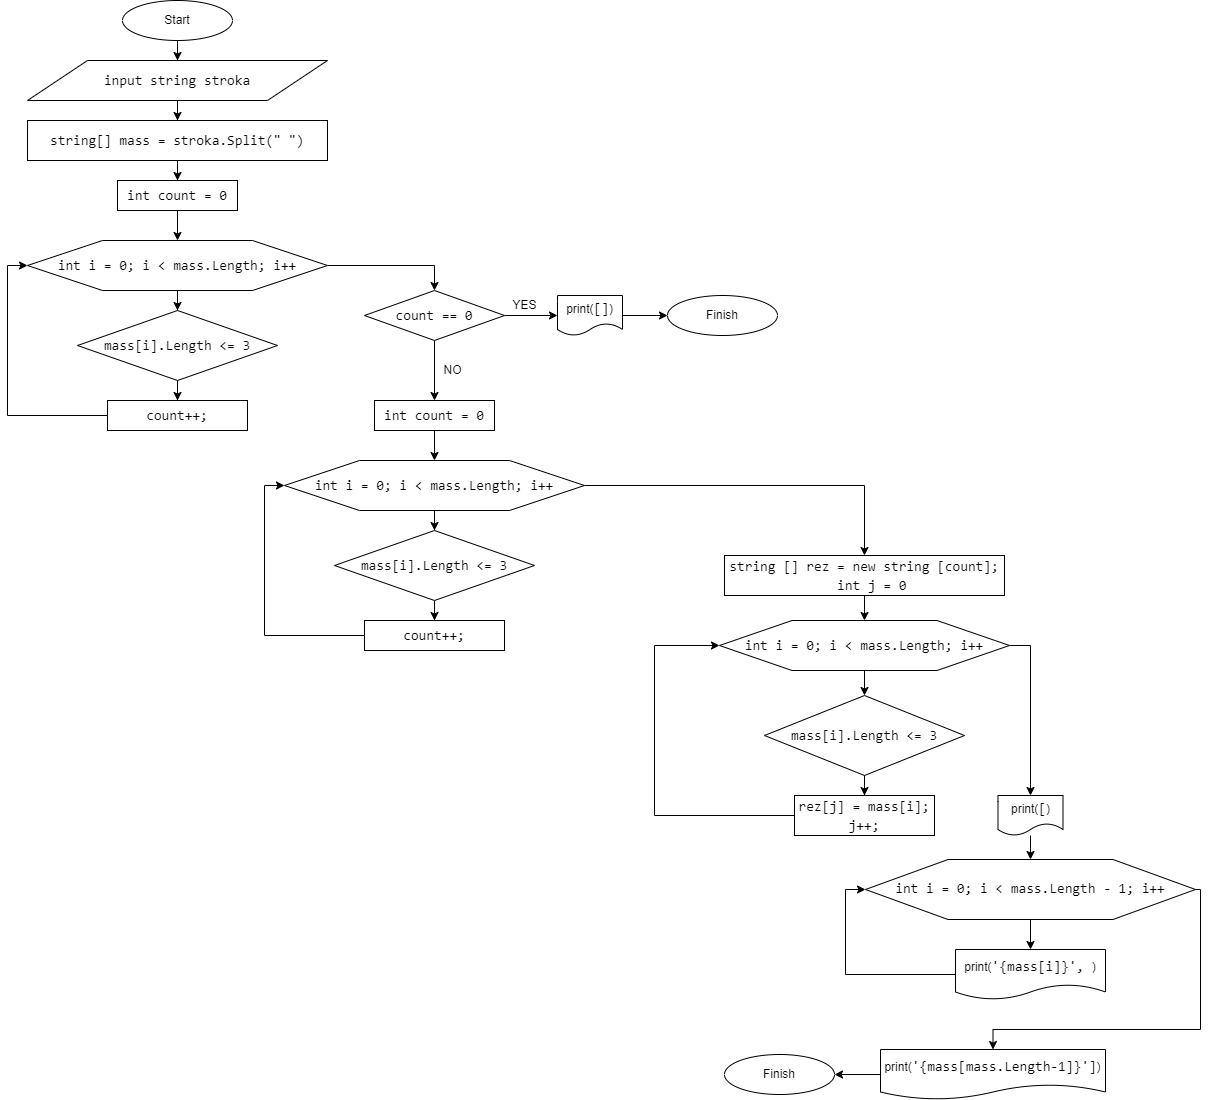 Start
input string stroka
string[] mass = stroka.Split(" ")
int count = 0
int i = 0; i < mass.Length; i++
mass[i].Length <= 3
count++;
count == 0
YES
print([])
Finish
NO
int count = 0
int i = 0; i < mass.Length; i++
mass[i].Length <= 3
count++;
string [] rez = new string [count];
int j = 0
int i = 0; i < mass.Length; i++
mass[i].Length <= 3
rez[j] = mass[i];
j++;
print([)
int i = 0; i < mass.Length - 1; i++
print('{mass[i]}', )
print('{mass[mass.Length-1]}'])
Finish